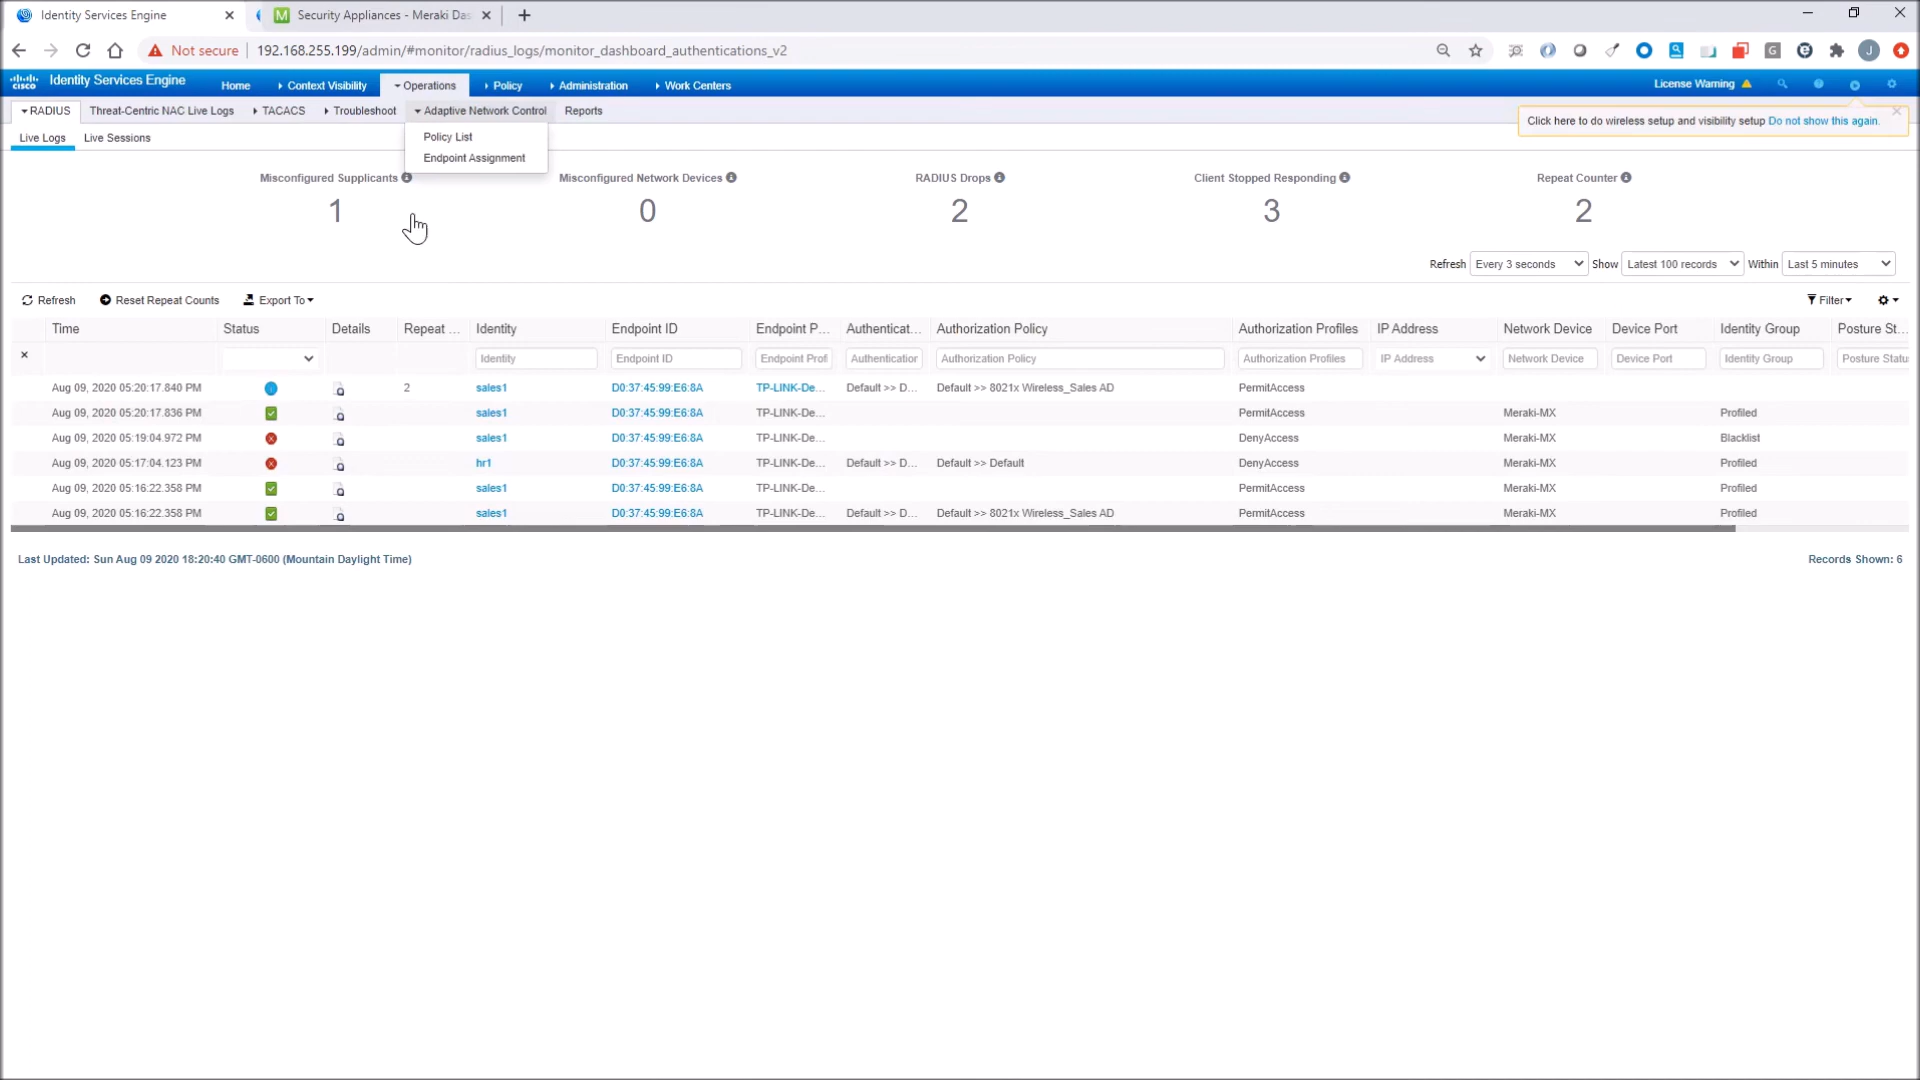 Identity Services Engine
Security Appliances - Meraki Das
Not secure 192.168.255.199/admin/#monitor/radius_logs/monitor_dashboard_authentications_v2
CISCO Identity Services Engine Home Context Visibility Operations Policy Administration Work Centers License Warning
RADIUS Threat-Centric NAC Live Logs TACACS Troubleshoot Adaptive Network Control Reports
Click here to do wireless setup and visibility setup Do not show this again.
Live Logs Live Sessions
Policy List
Endpoint Assignment
Misconfigured Supplicants Misconfigured Network Devices RADIUS Drops Client Stopped Responding Repeat Counter
1 0 2 3 2
Refresh Every 3 seconds Show Latest 100 records Within Last 5 minutes
Refresh Reset Repeat Counts Export To Filter
Time Status Details Repeat ... Identity Endpoint ID Endpoint P... Authenticat... Authorization Policy Authorization Profiles IP Address Network Device Device Port Identity Group Posture St...
Identity Endpoint ID Endpoint Profi Authentication Authorization Policy Authorization Profiles IP Address Network Device Device Port Identity Group Posture Status
Aug 09, 2020 05:20:17.840 PM 2 sales1 D0:37:45:99:E6:8A TP-LINK-De... Default >> D... Default >> 8021x Wireless_Sales AD PermitAccess
Aug 09, 2020 05:20:17.836 PM sales1 D0:37:45:99:E6:8A TP-LINK-De... PermitAccess Meraki-MX Profiled
Aug 09, 2020 05:19:04.972 PM sales1 D0:37:45:99:E6:8A TP-LINK-De... DenyAccess Meraki-MX Blacklist
Aug 09, 2020 05:17:04.123 PM hr1 D0:37:45:99:E6:8A TP-LINK-De... Default >> D... Default >> Default DenyAccess Meraki-MX Profiled
Aug 09, 2020 05:16:22.358 PM sales1 D0:37:45:99:E6:8A TP-LINK-De... PermitAccess Meraki-MX Profiled
Aug 09, 2020 05:16:22.358 PM sales1 D0:37:45:99:E6:8A TP-LINK-De... Default >> D... Default >> 8021x Wireless_Sales AD PermitAccess Meraki-MX Profiled
Last Updated: Sun Aug 09 2020 18:20:40 GMT-0600 (Mountain Daylight Time) Records Shown: 6